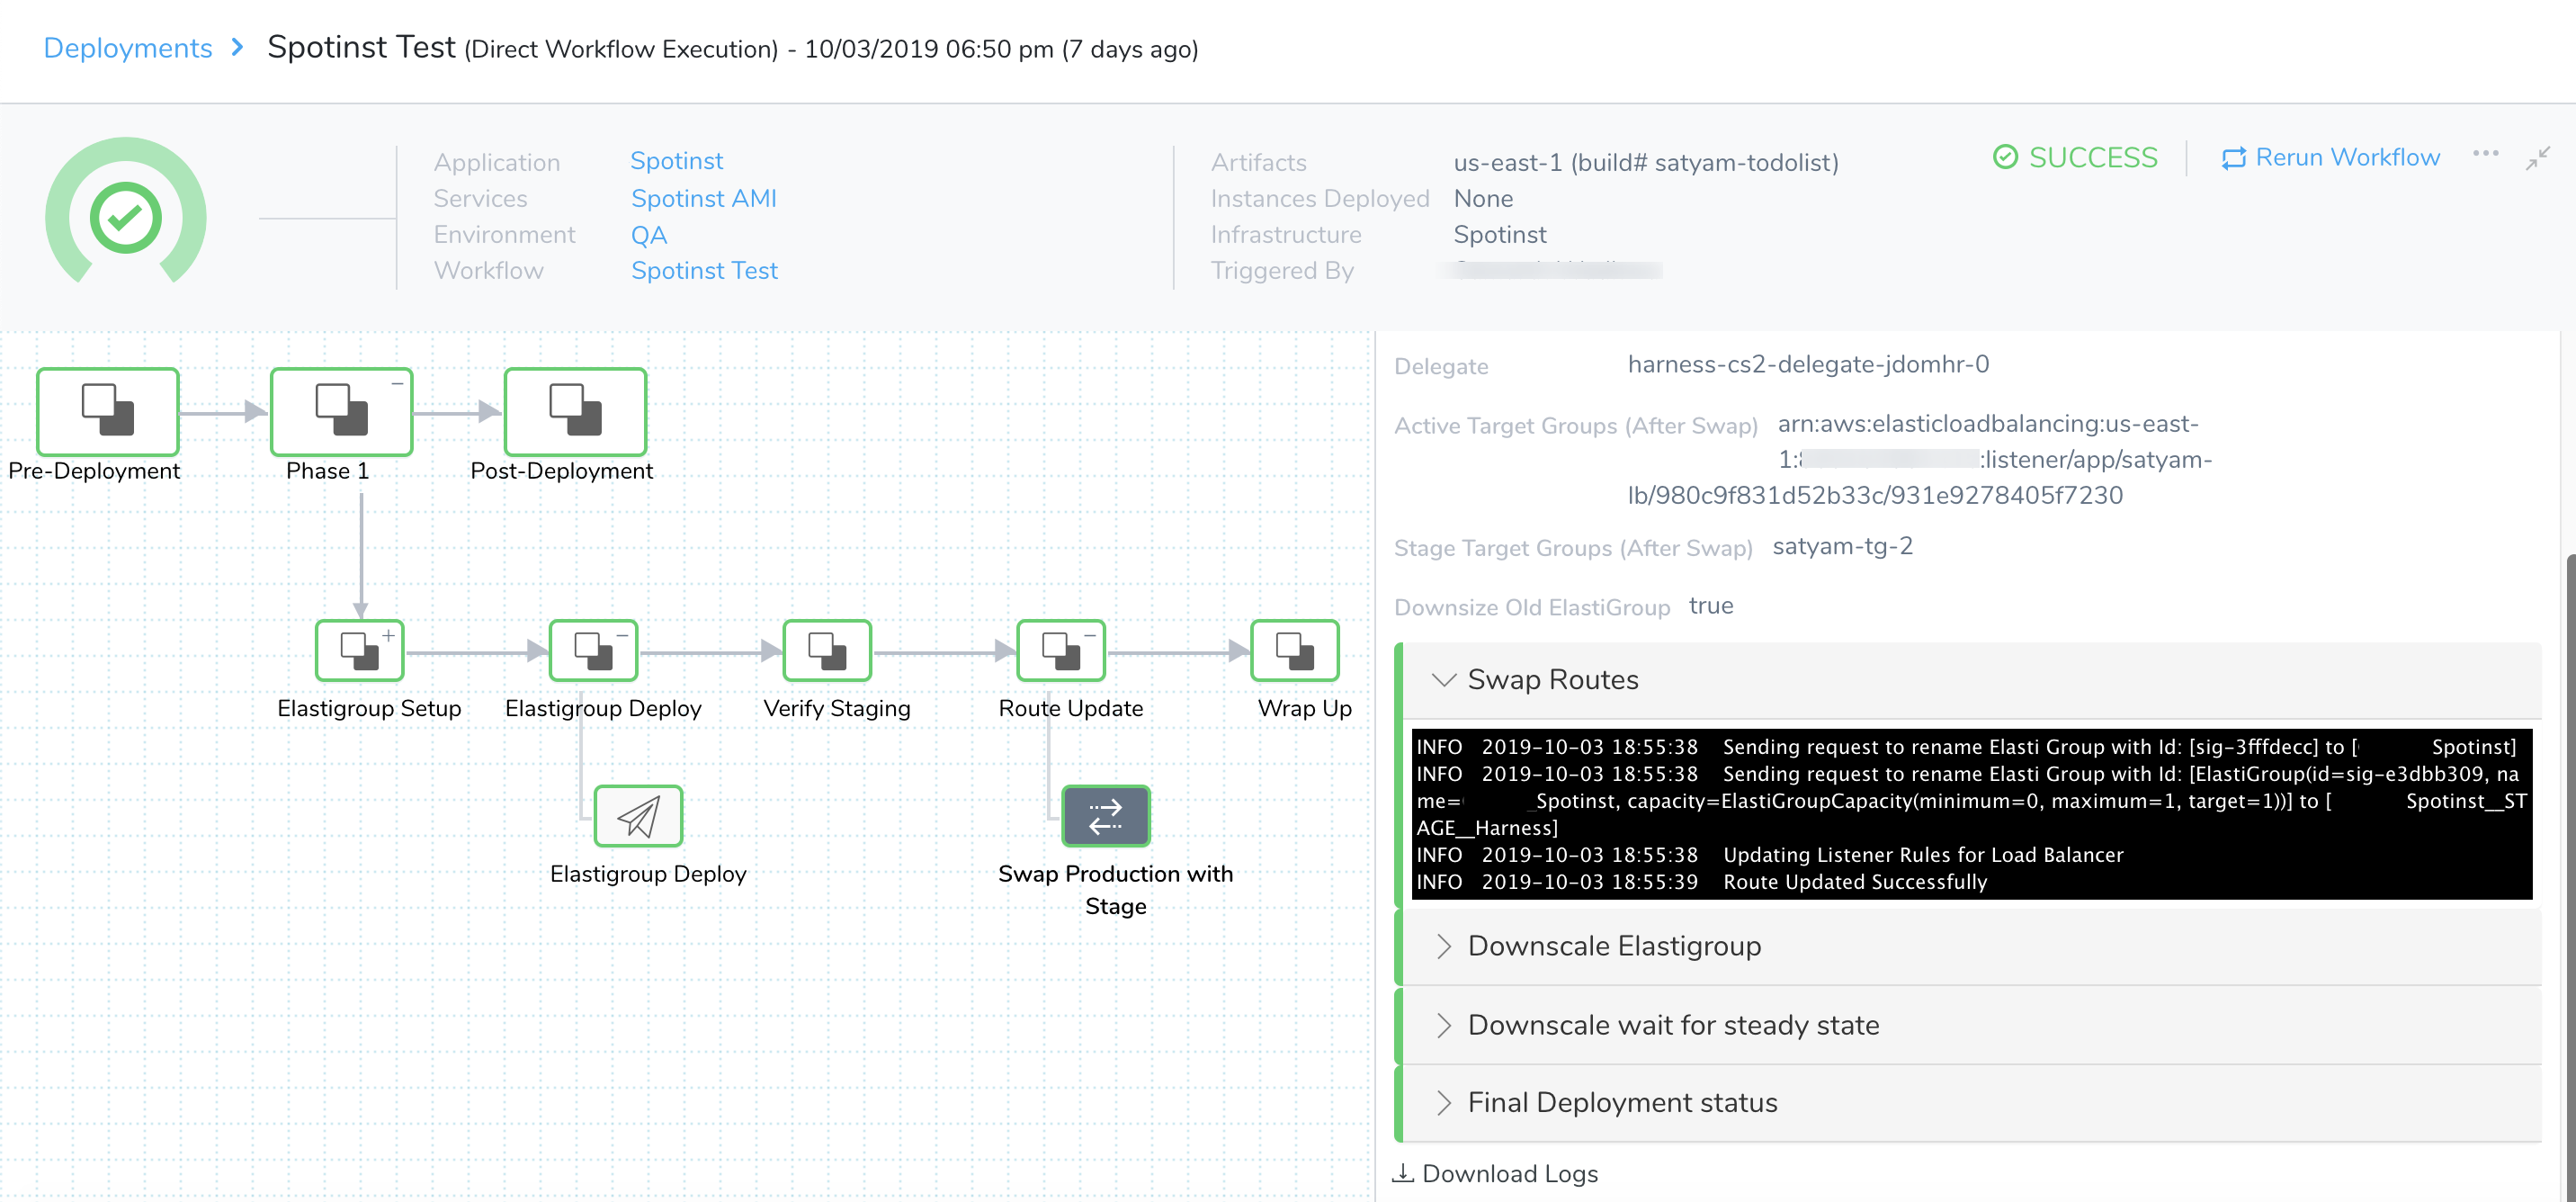 Deployments > Spotinst Test (Direct Workflow Execution) - 10/03/2019 06:50 pm (7 days ago)
Application Spotinst
Services Spotinst AMI
Environment QA
Workflow Spotinst Test
Artifacts us-east-1 (build# satyam-todolist)
Instances Deployed None
Infrastructure Spotinst
Triggered By
SUCCESS
Rerun Workflow
Pre-Deployment
Phase 1
Post-Deployment
Elastigroup Setup
Elastigroup Deploy
Verify Staging
Route Update
Wrap Up
Elastigroup Deploy
Swap Production with
Stage
Delegate harness-cs2-delegate-jdomhr-0
Active Target Groups (After Swap) arn:aws:elasticloadbalancing:us-east-
1: :listener/app/satyam-
lb/980c9f831d52b33c/931e9278405f7230
Stage Target Groups (After Swap) satyam-tg-2
Downsize Old ElastiGroup true
Swap Routes
INFO 2019-10-03 18:55:38 Sending request to rename Elasti Group with Id: [sig-3fffdecc] to [ Spotinst]
INFO 2019-10-03 18:55:38 Sending request to rename Elasti Group with Id: [ElastiGroup(id=sig-e3dbb309, na
me= _Spotinst, capacity=ElastiGroupCapacity(minimum=0, maximum=1, target=1))] to [ Spotinst__ST
AGE__Harness]
INFO 2019-10-03 18:55:38 Updating Listener Rules for Load Balancer
INFO 2019-10-03 18:55:39 Route Updated Successfully
Downscale Elastigroup
Downscale wait for steady state
Final Deployment status
Download Logs